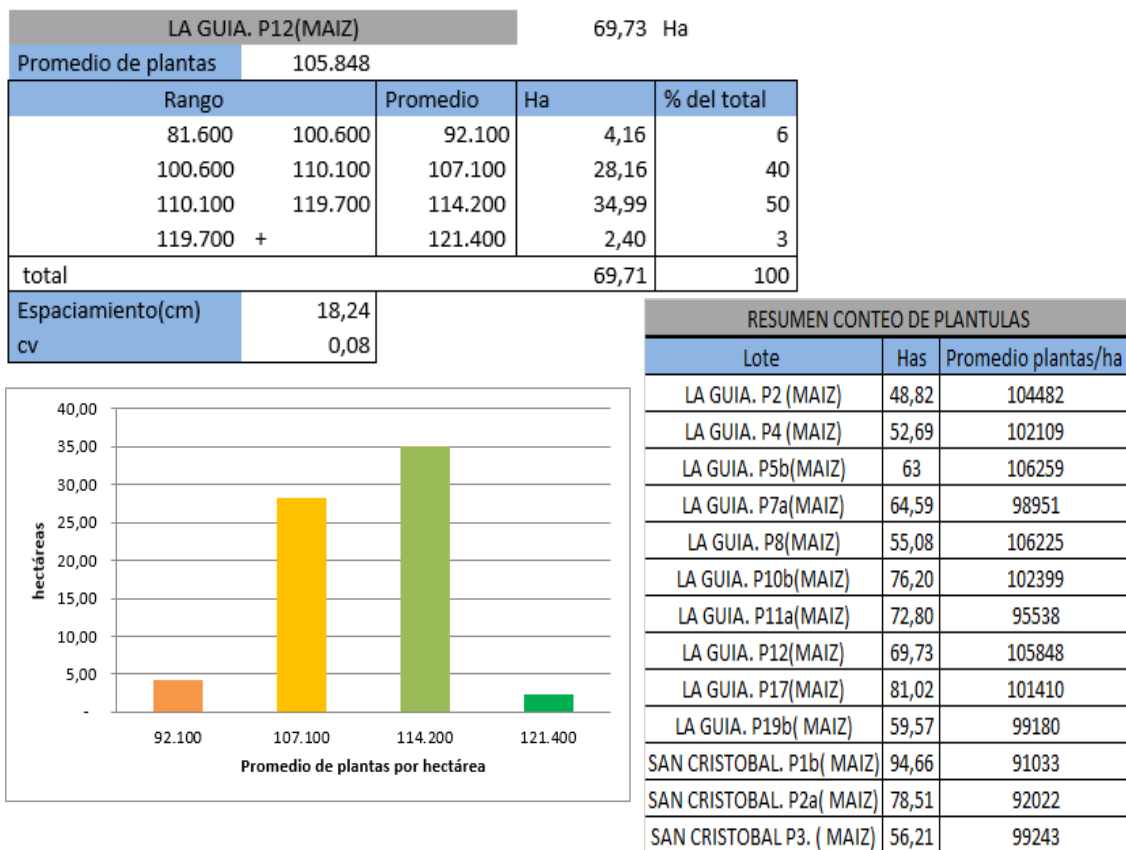 LA GUIA. P12(MAIZ) 69,73 Ha
Promedio de plantas 105.848
Rango Promedio Ha % del total
81.600 100.600 92.100 4,16 6
100.600 110.100 107.100 28,16 40
110.100 119.700 114.200 34,99 50
119.700 + 121.400 2,40 3
total 69,71 100
Espaciamiento(cm) 18,24
cv 0,08
40,00
35,00
30,00
25,00
20,00
15,00
10,00
5,00
-
hectáreas
92.100 107.100 114.200 121.400
Promedio de plantas por hectárea
RESUMEN CONTEO DE PLANTULAS
Lote Has Promedio plantas/ha
LA GUIA. P2 (MAIZ) 48,82 104482
LA GUIA. P4 (MAIZ) 52,69 102109
LA GUIA. P5b(MAIZ) 63 106259
LA GUIA. P7a(MAIZ) 64,59 98951
LA GUIA. P8(MAIZ) 55,08 106225
LA GUIA. P10b(MAIZ) 76,20 102399
LA GUIA. P11a(MAIZ) 72,80 95538
LA GUIA. P12(MAIZ) 69,73 105848
LA GUIA. P17(MAIZ) 81,02 101410
LA GUIA. P19b( MAIZ) 59,57 99180
SAN CRISTOBAL. P1b( MAIZ) 94,66 91033
SAN CRISTOBAL. P2a( MAIZ) 78,51 92022
SAN CRISTOBAL P3. ( MAIZ) 56,21 99243